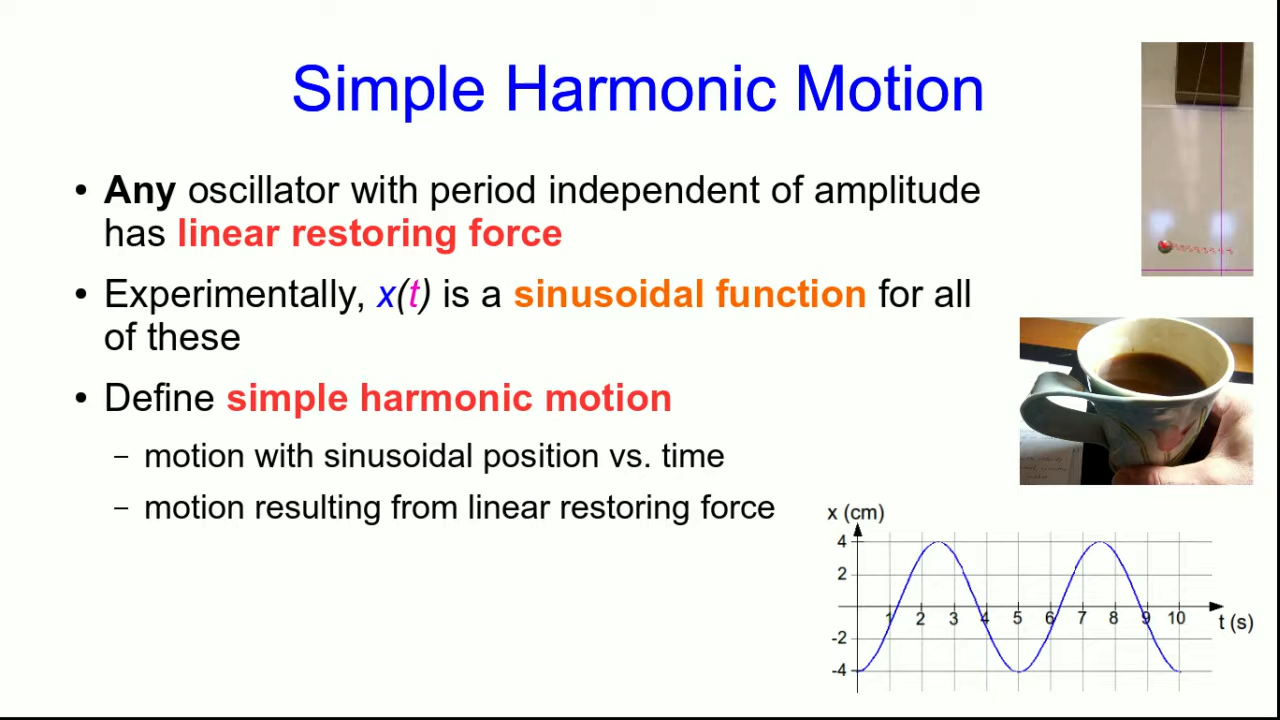 Simple Harmonic Motion
• Any oscillator with period independent of amplitude
has linear restoring force
• Experimentally, x(t) is a sinusoidal function for all
of these
• Define simple harmonic motion
– motion with sinusoidal position vs. time
– motion resulting from linear restoring force
x (cm)
4
2
1 2 3 4 5 6 7 8 9 10
t (s)
-2
-4